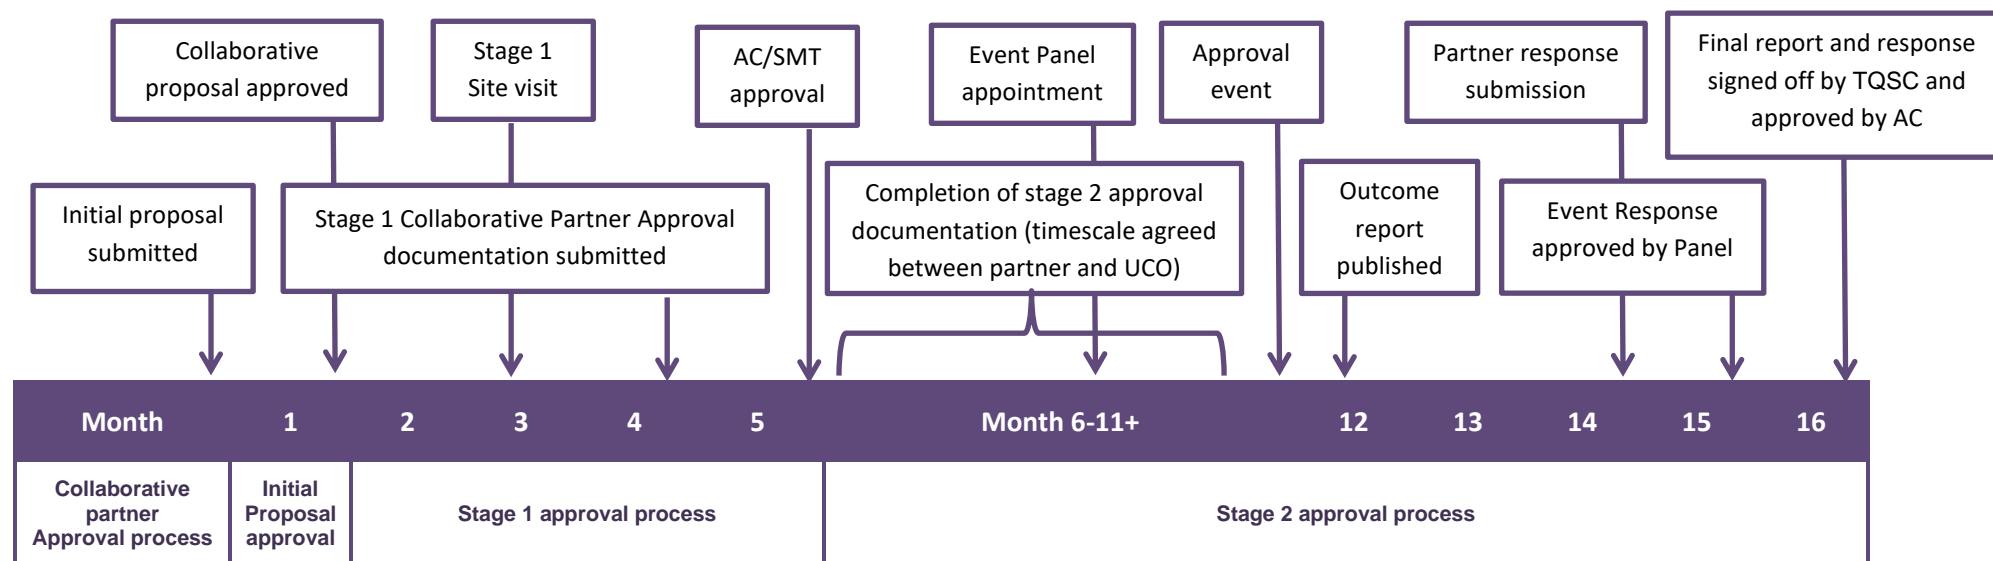 Collaborative
proposal approved
Stage 1
Site visit
AC/SMT
approval
Event Panel
appointment
Approval
event
Partner response
submission
Final report and response
signed off by TQSC and
approved by AC
Initial proposal
submitted
Stage 1 Collaborative Partner Approval
documentation submitted
Completion of stage 2 approval
documentation (timescale agreed
between partner and UCO)
Outcome
report
published
Event Response
approved by Panel
Month 1 2 3 4 5 Month 6-11+ 12 13 14 15 16
Collaborative
partner
Approval process
Initial
Proposal
approval
Stage 1 approval process
Stage 2 approval process